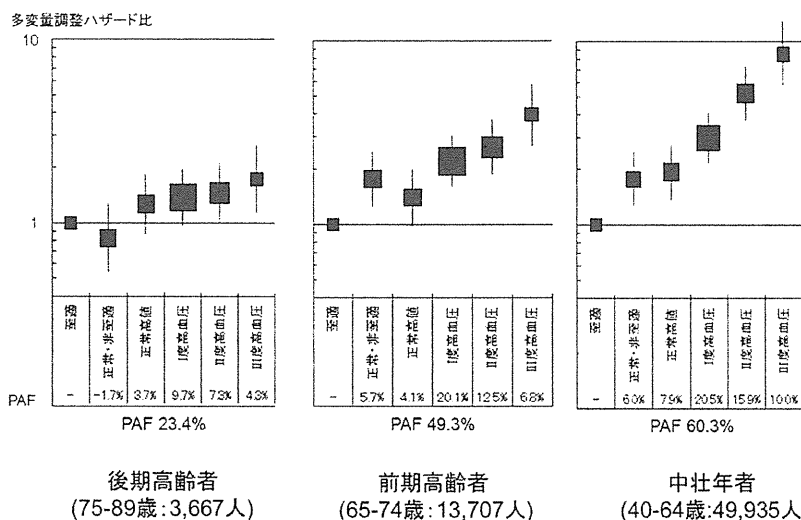 多変量調整ハザード比
10
1
至適
正常・非至適
正常高値
I度高血圧
II度高血圧
III度高血圧
至適
正常・非至適
正常高値
I度高血圧
II度高血圧
III度高血圧
至適
正常・非至適
正常高値
I度高血圧
II度高血圧
III度高血圧
PAF - -1.7% 3.7% 9.7% 7.3% 4.3% - 5.7% 4.1% 20.1% 12.5% 6.8% - 6.0% 7.9% 20.5% 15.9% 10.0%
PAF 23.4% PAF 49.3% PAF 60.3%
後期高齢者 前期高齢者 中壮年者
(75-89歳:3,667人) (65-74歳:13,707人) (40-64歳:49,935人